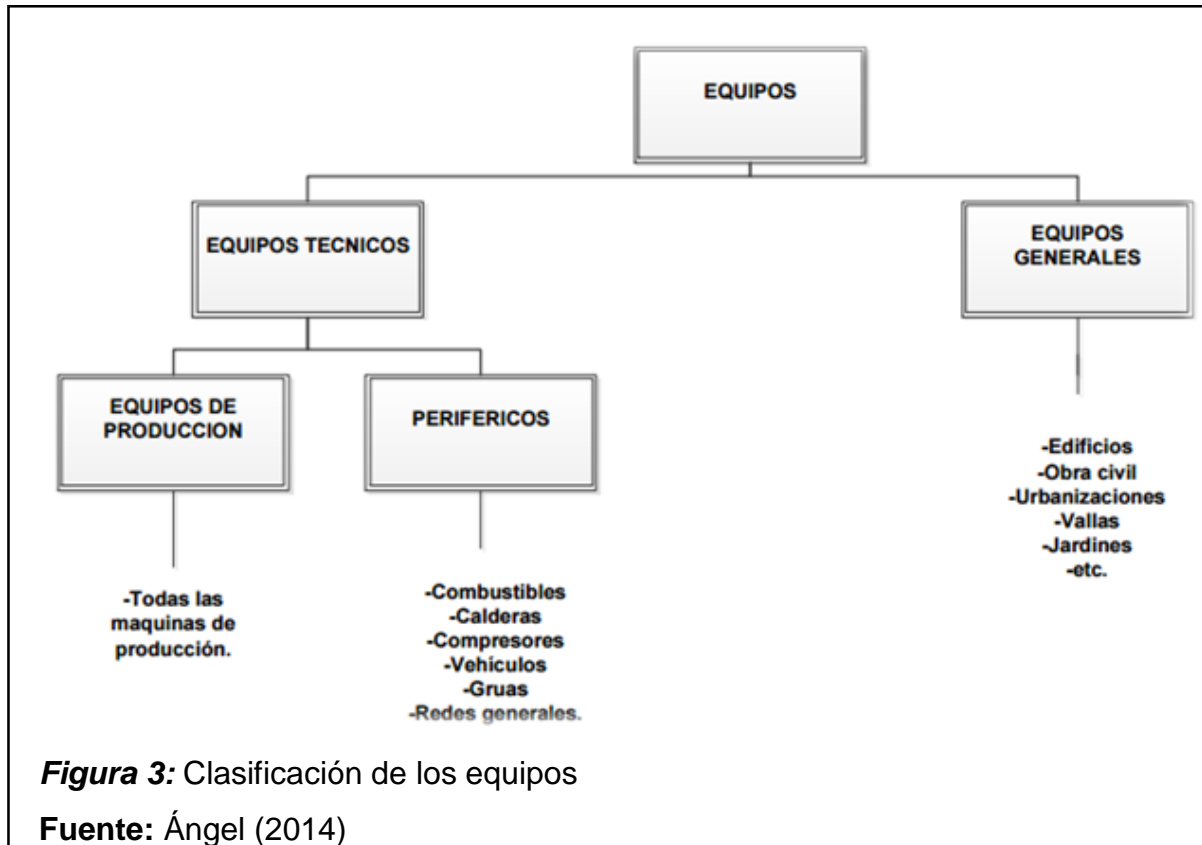 EQUIPOS
EQUIPOS TECNICOS
EQUIPOS
GENERALES
EQUIPOS DE
PRODUCCION
PERIFERICOS
-Edificios
-Obra civil
-Urbanizaciones
-Vallas
-Jardines
-etc.
-Todas las
maquinas de
producción.
-Combustibles
-Calderas
-Compresores
-Vehículos
-Gruas
-Redes generales.
Figura 3: Clasificación de los equipos
Fuente: Ángel (2014)